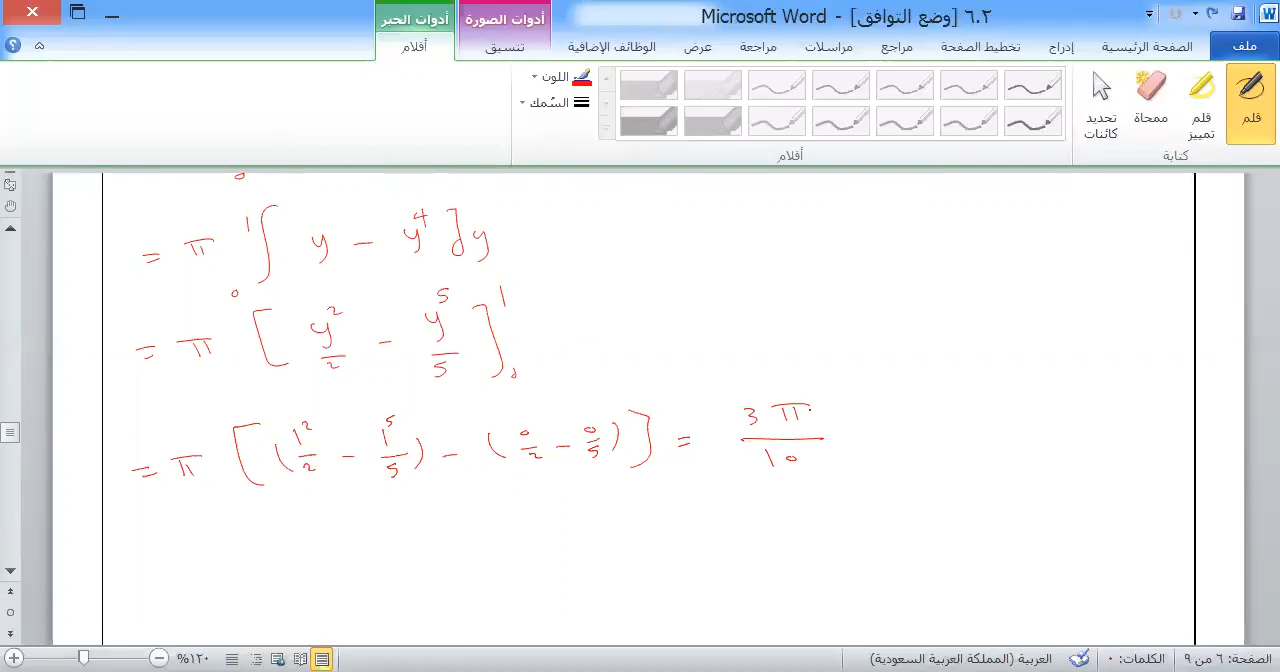 ٦.٢ [وضع التوافق] - Microsoft Word
أدوات الصورة
أدوات الحبر
ملف
الصفحة الرئيسية
إدراج
تخطيط الصفحة
مراجع
مراسلات
مراجعة
عرض
الوظائف الإضافية
تنسيق
أقلام
قلم
قلم تمييز
ممحاة
تحديد كائنات
اللون
السُمك
كتابة
أقلام
0
= π ∫₀¹ y - y⁴ ] dy
= π [ y²/2 - y⁵/5 ]₀¹
= π [ (1²/2 - 1⁵/5) - (0/2 - 0/5) ] = 3π/10
الصفحة: ٦ من ٩
الكلمات: ٠
العربية (المملكة العربية السعودية)
١٢٠%